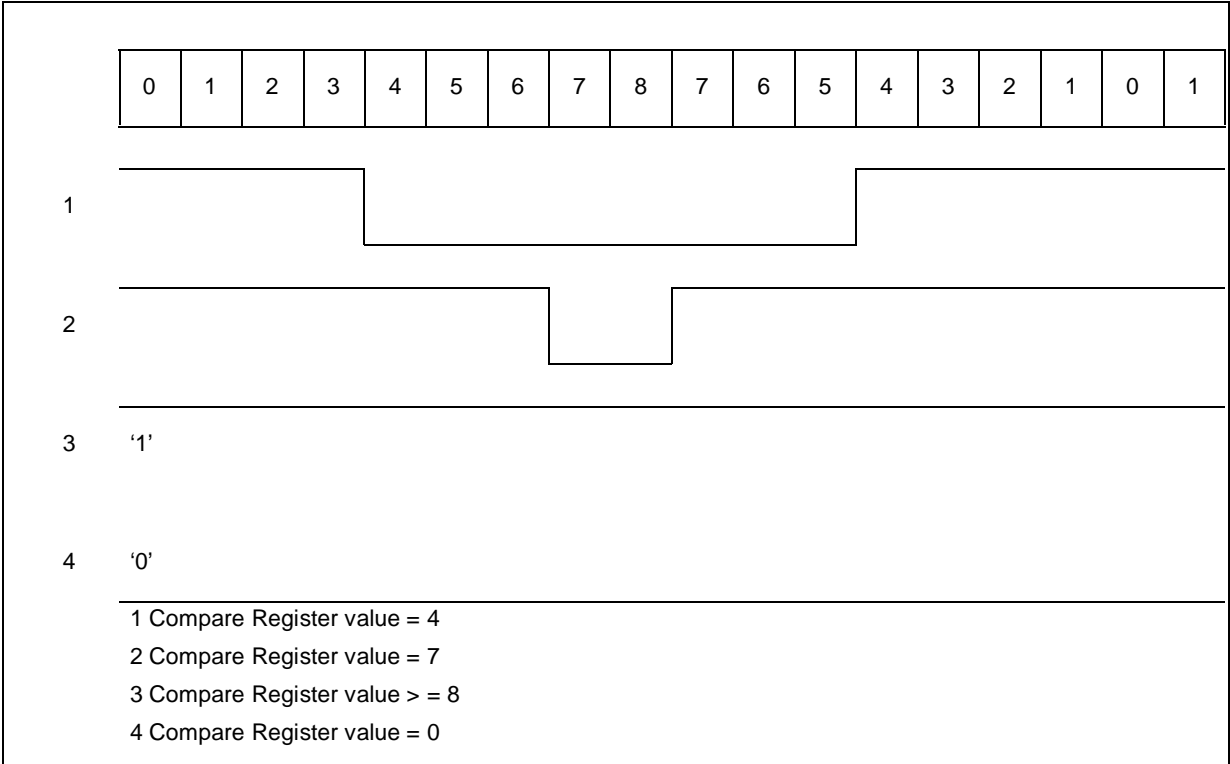 0 1 2 3 4 5 6 7 8 7 6 5 4 3 2 1 0 1
1
2
3 ‘1’
4 ‘0’
1 Compare Register value = 4
2 Compare Register value = 7
3 Compare Register value > = 8
4 Compare Register value = 0